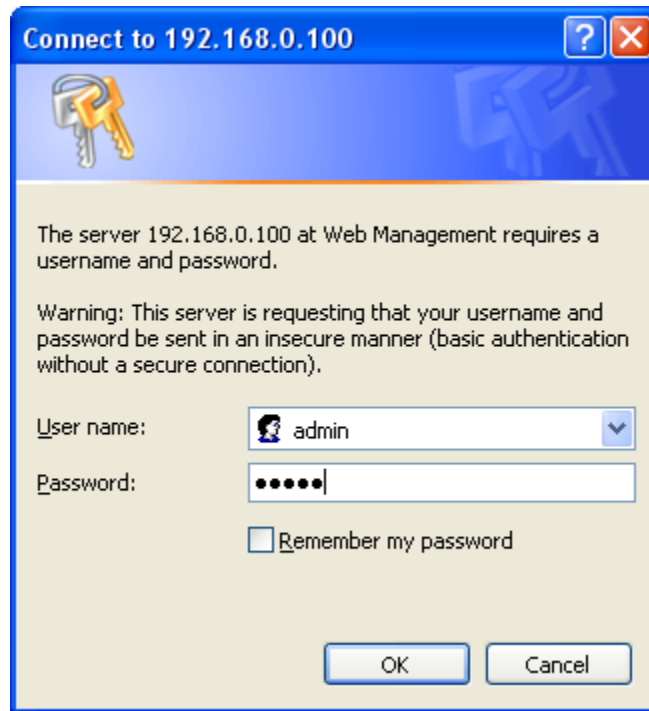 Connect to 192.168.0.100
The server 192.168.0.100 at Web Management requires a
username and password.
Warning: This server is requesting that your username and
password be sent in an insecure manner (basic authentication
without a secure connection).
User name:
admin
Password:
●●●●●
Remember my password
OK
Cancel